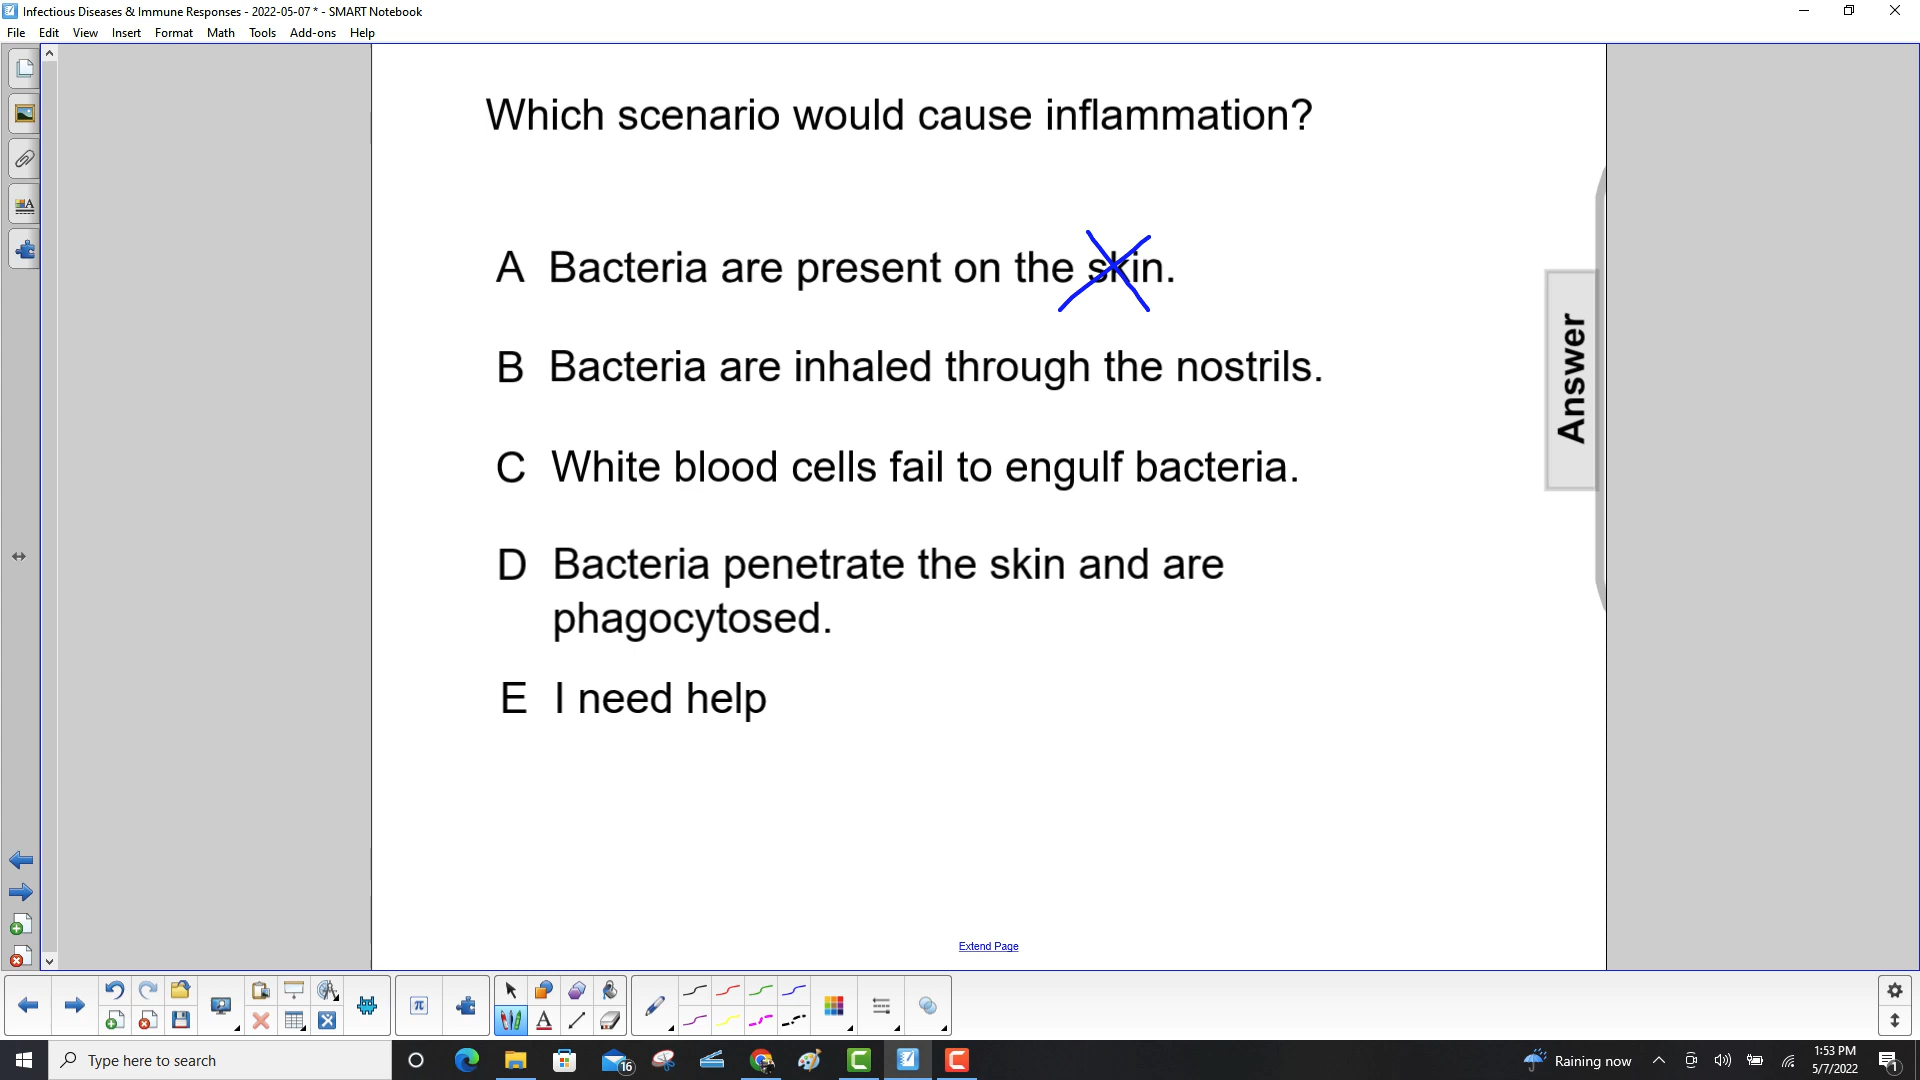 Infectious Diseases & Immune Responses - 2022-05-07 * - SMART Notebook
File Edit View Insert Format Math Tools Add-ons Help
Which scenario would cause inflammation?
A Bacteria are present on the skin.
B Bacteria are inhaled through the nostrils.
C White blood cells fail to engulf bacteria.
D Bacteria penetrate the skin and are
phagocytosed.
E I need help
Answer
Extend Page
π
A
Type here to search
16
Raining now
1:53 PM
5/7/2022
1